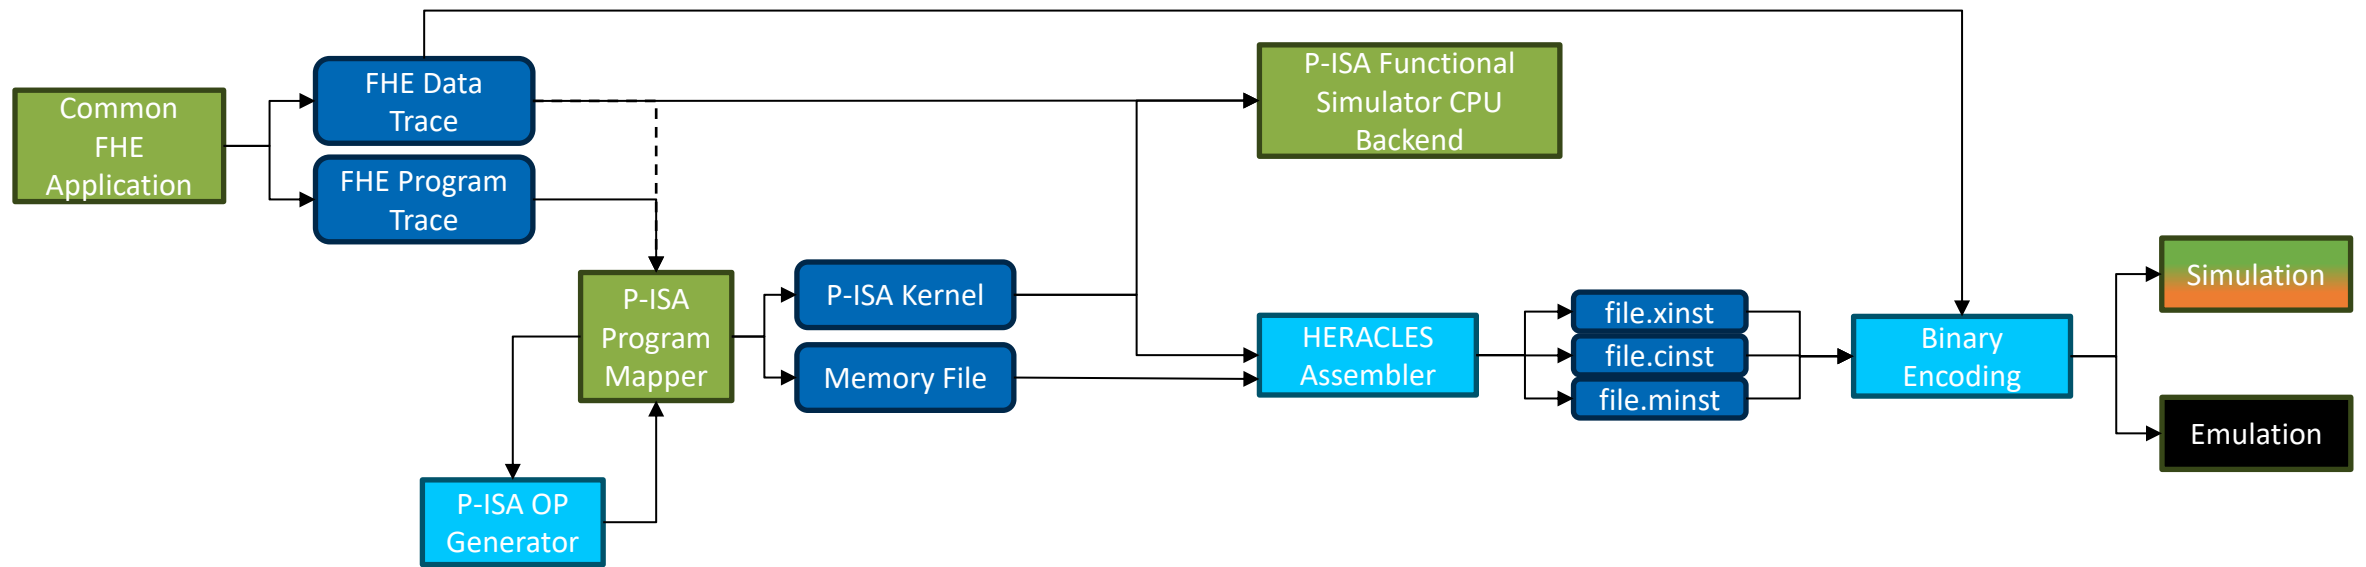 Common
FHE
Application
FHE Data
Trace
FHE Program
Trace
P-ISA Functional
Simulator CPU
Backend
P-ISA
Program
Mapper
P-ISA OP
Generator
P-ISA Kernel
Memory File
HERACLES
Assembler
file.xinst
file.cinst
file.minst
Binary
Encoding
Simulation
Emulation